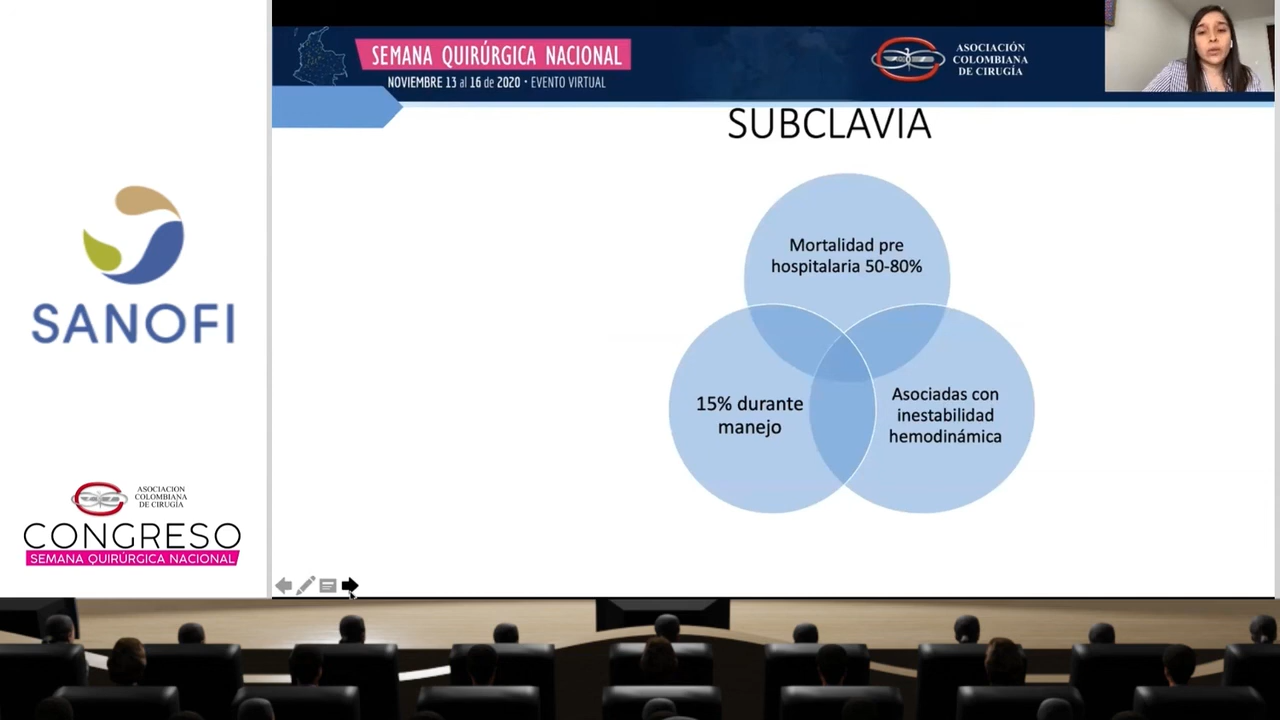 SEMANA QUIRÚRGICA NACIONAL
NOVIEMBRE 13 al 16 de 2020 • EVENTO VIRTUAL
ASOCIACIÓN
COLOMBIANA
DE CIRUGÍA
SUBCLAVIA
Mortalidad pre
hospitalaria 50-80%
15% durante
manejo
Asociadas con
inestabilidad
hemodinámica
SANOFI
ASOCIACION
COLOMBIANA
DE CIRUGÍA
CONGRESO
SEMANA QUIRÚRGICA NACIONAL